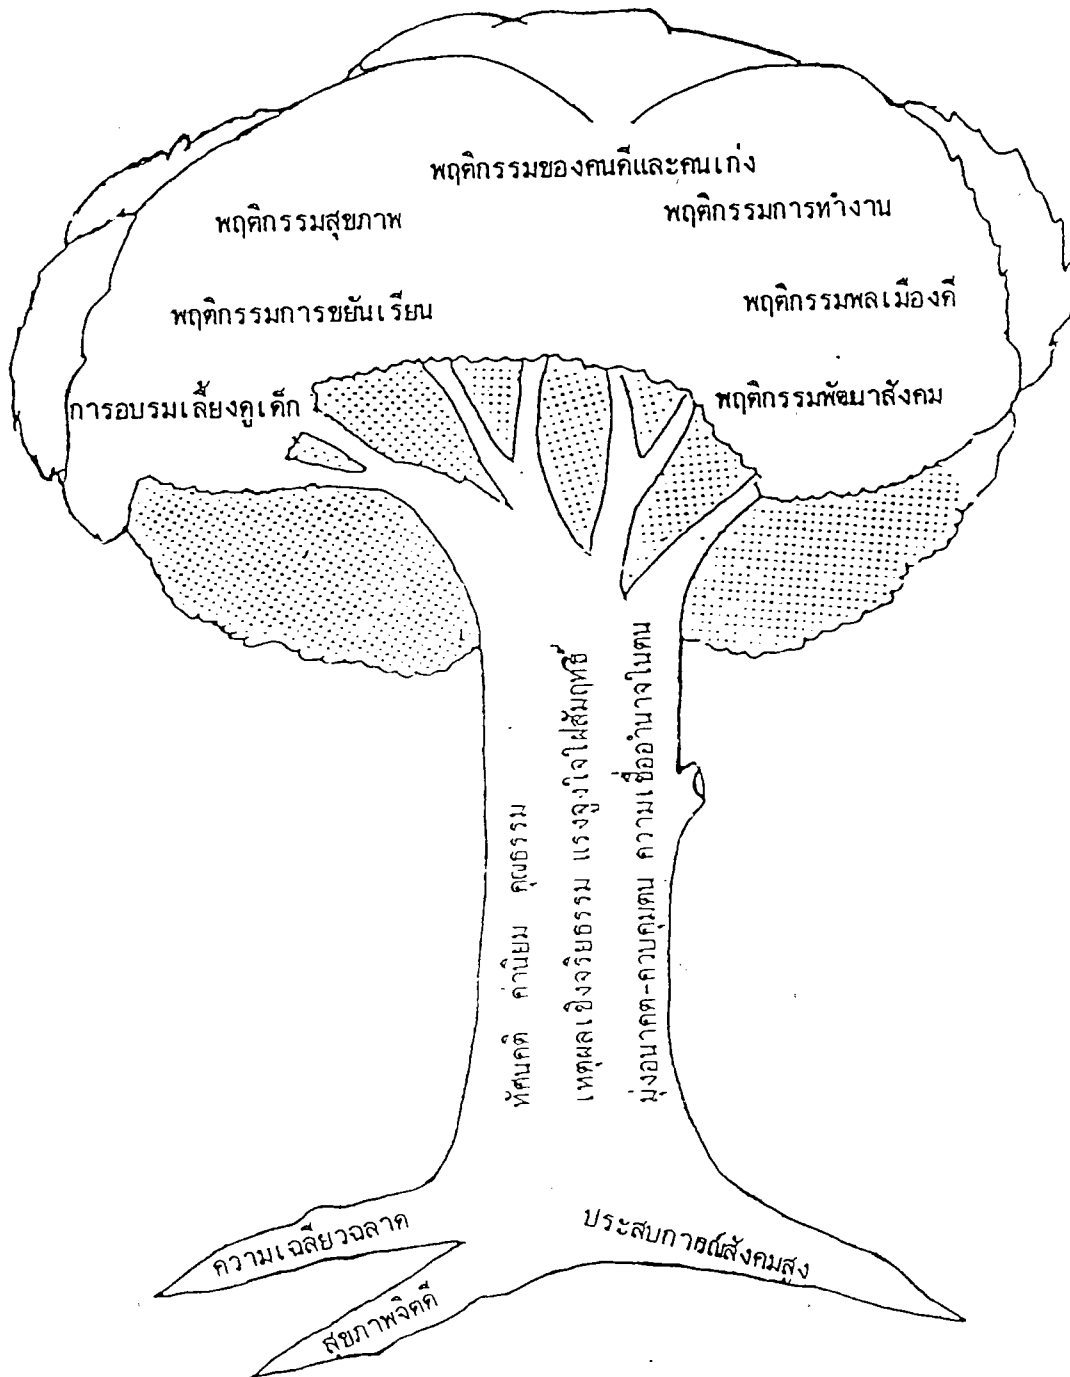 พฤติกรรมของคนดีและคนเก่ง
พฤติกรรมสุขภาพ
พฤติกรรมการทำงาน
พฤติกรรมการขยันเรียน
พฤติกรรมพลเมืองดี
การอบรมเลี้ยงดูเด็ก
พฤติกรรมพัฒนาสังคม
ทัศนคติ ค่านิยม คุณธรรม
เหตุผลเชิงจริยธรรม แรงจูงใจใฝ่สัมฤทธิ์
มุ่งอนาคต-ควบคุมตน ความเชื่ออำนาจในตน
ความเฉลียวฉลาด
ประสบการณ์สังคมสูง
สุขภาพจิตดี